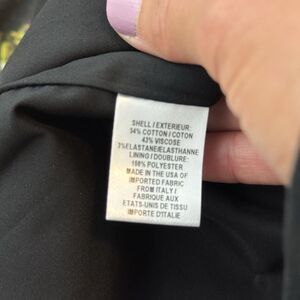 SHELL / EXTERIEUR:
54% COTTON / COTON
43% VISCOSE
3%ELASTANE/ELASTHANNE
LINING / DOUBLURE:
100% POLYESTER
MADE IN THE USA OF
IMPORTED FABRIC
FROM ITALY /
FABRIQUE AUX
ETATS-UNIS DE TISSU
IMPORTE D'ITALIE